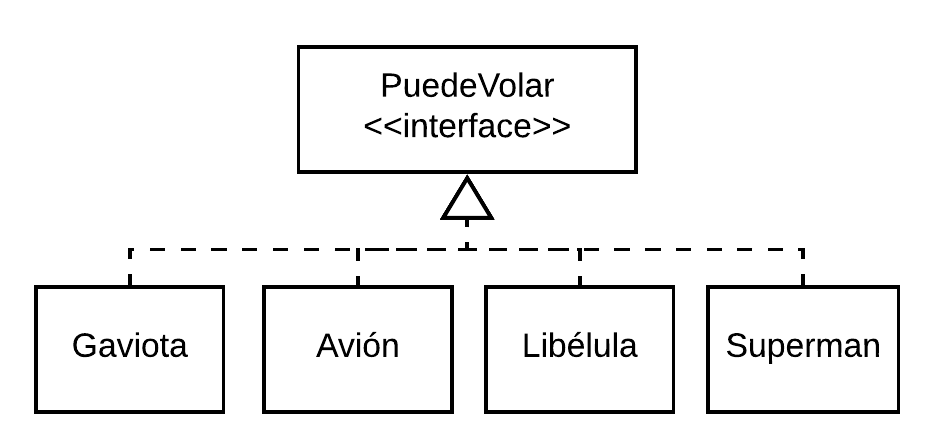 PuedeVolar
<<interface>>
Gaviota
Avión
Libélula
Superman